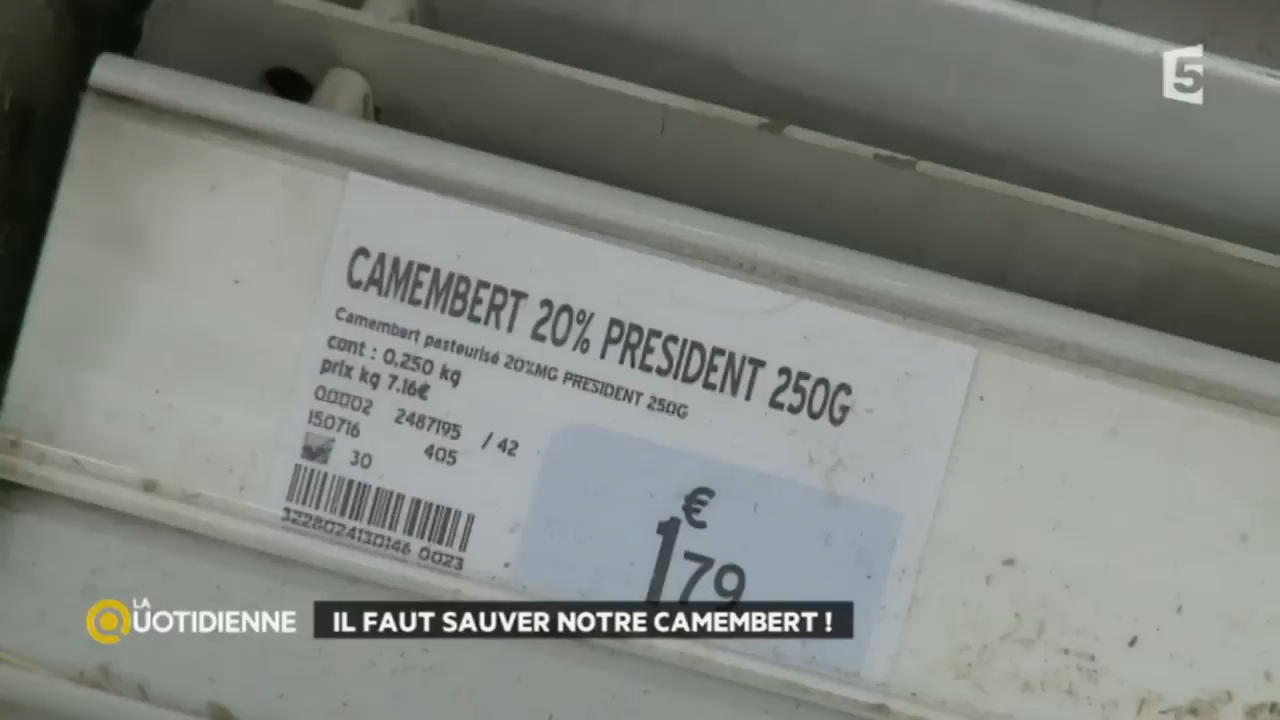 5
CAMEMBERT 20% PRESIDENT 250G
Camembert pasteurisé 20%MG PRESIDENT 250G
cont : 0,250 kg
prix kg 7.16€
00002 2487195 / 42
150716 405
30
3228024130146 0023
€
1 79
LA QUOTIDIENNE
IL FAUT SAUVER NOTRE CAMEMBERT !